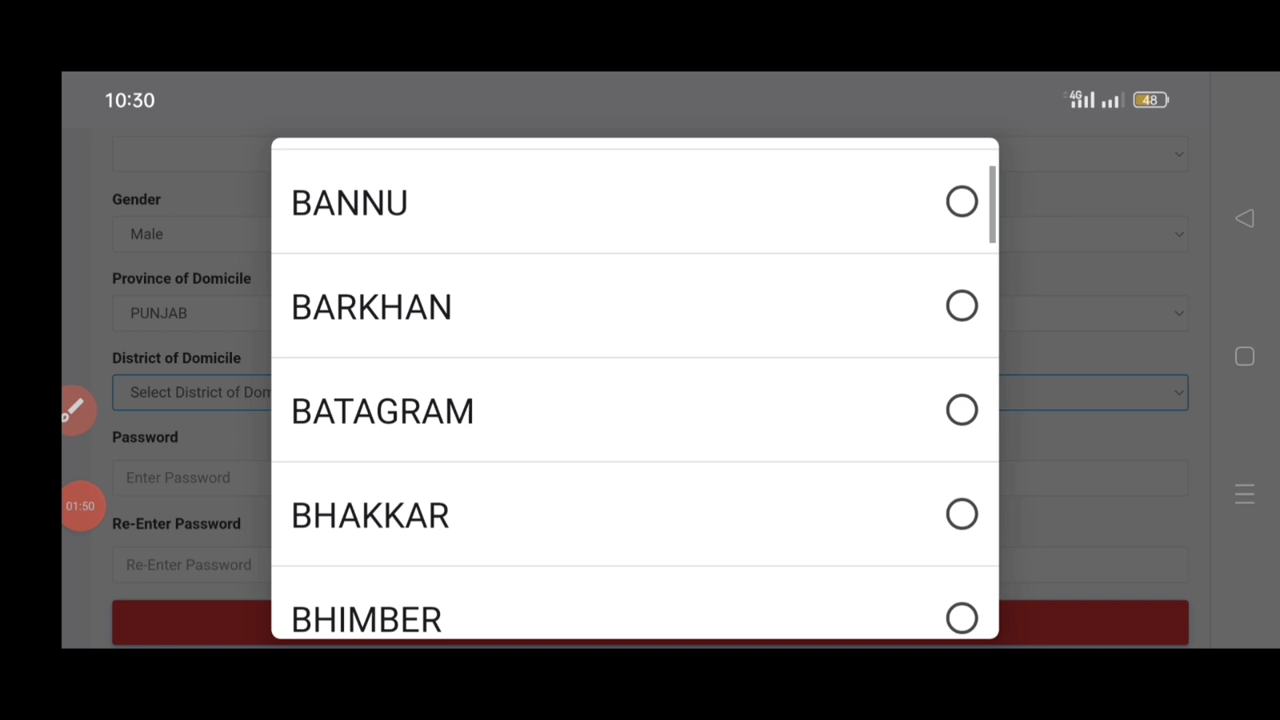 10:30
4G
48
BANNU
Gender
Male
BARKHAN
Province of Domicile
PUNJAB
District of Domicile
Select District of Dom
BATAGRAM
Password
Enter Password
BHAKKAR
01:50
Re-Enter Password
Re-Enter Password
BHIMBER